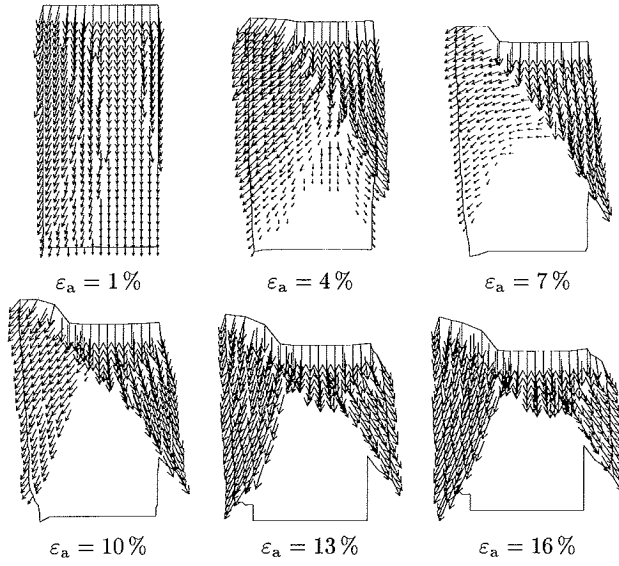 εₐ = 1 %
εₐ = 4 %
εₐ = 7 %
εₐ = 10 %
εₐ = 13 %
εₐ = 16 %